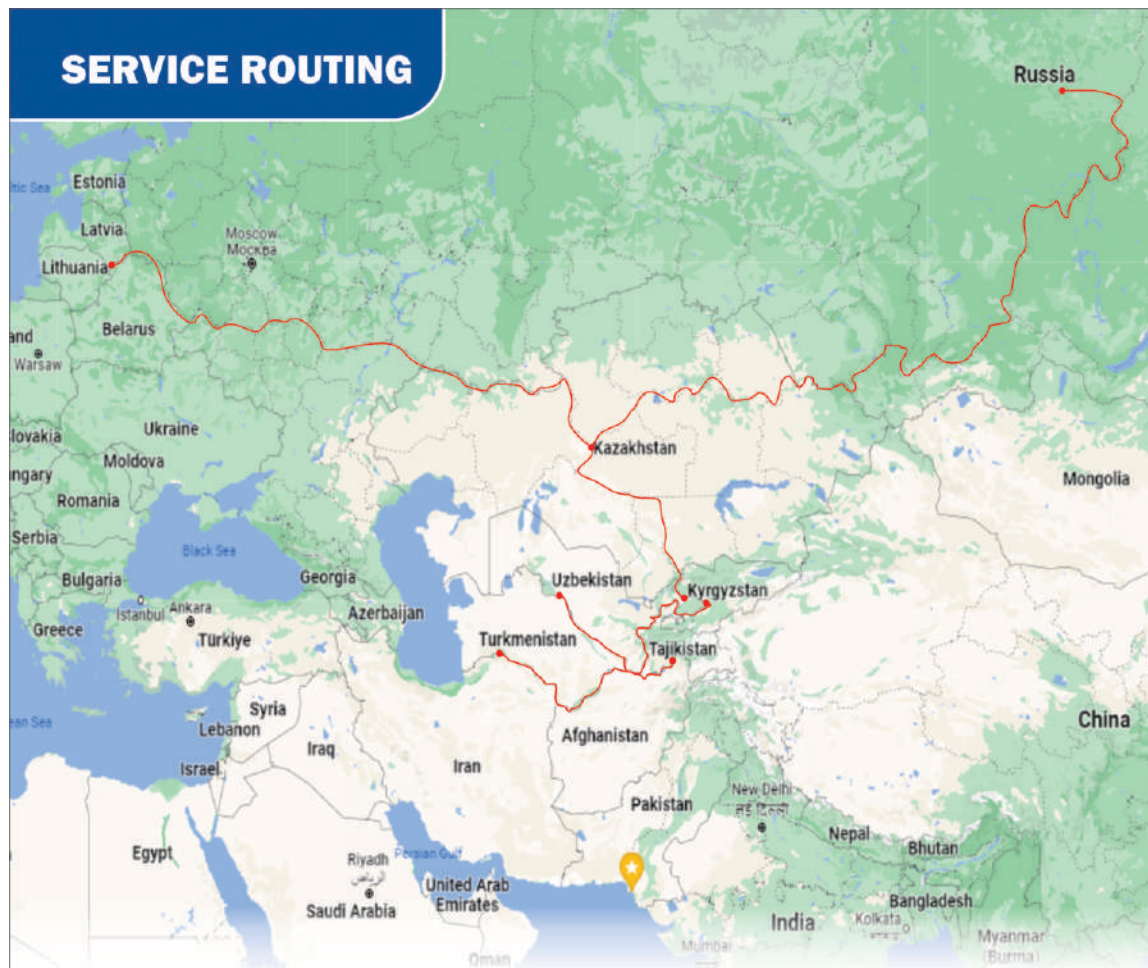 SERVICE ROUTING
Russia
Estonia
Latvia
Moscow
Москва
Lithuania
Belarus
Warsaw
Ukraine
Kazakhstan
Moldova
Mongolia
Romania
Serbia
Black Sea
Bulgaria
Georgia
Uzbekistan
Kyrgyzstan
Istanbul
Ankara
Azerbaijan
Greece
Türkiye
Turkmenistan
Tajikistan
Syria
China
Lebanon
Iraq
Afghanistan
Israel
Iran
New Delhi
Pakistan
Nepal
Bhutan
Egypt
Riyadh
الرياض
Persian Gulf
United Arab
Emirates
Saudi Arabia
Bangladesh
India
Kolkata
Mumbai
Myanmar
(Burma)
Oman